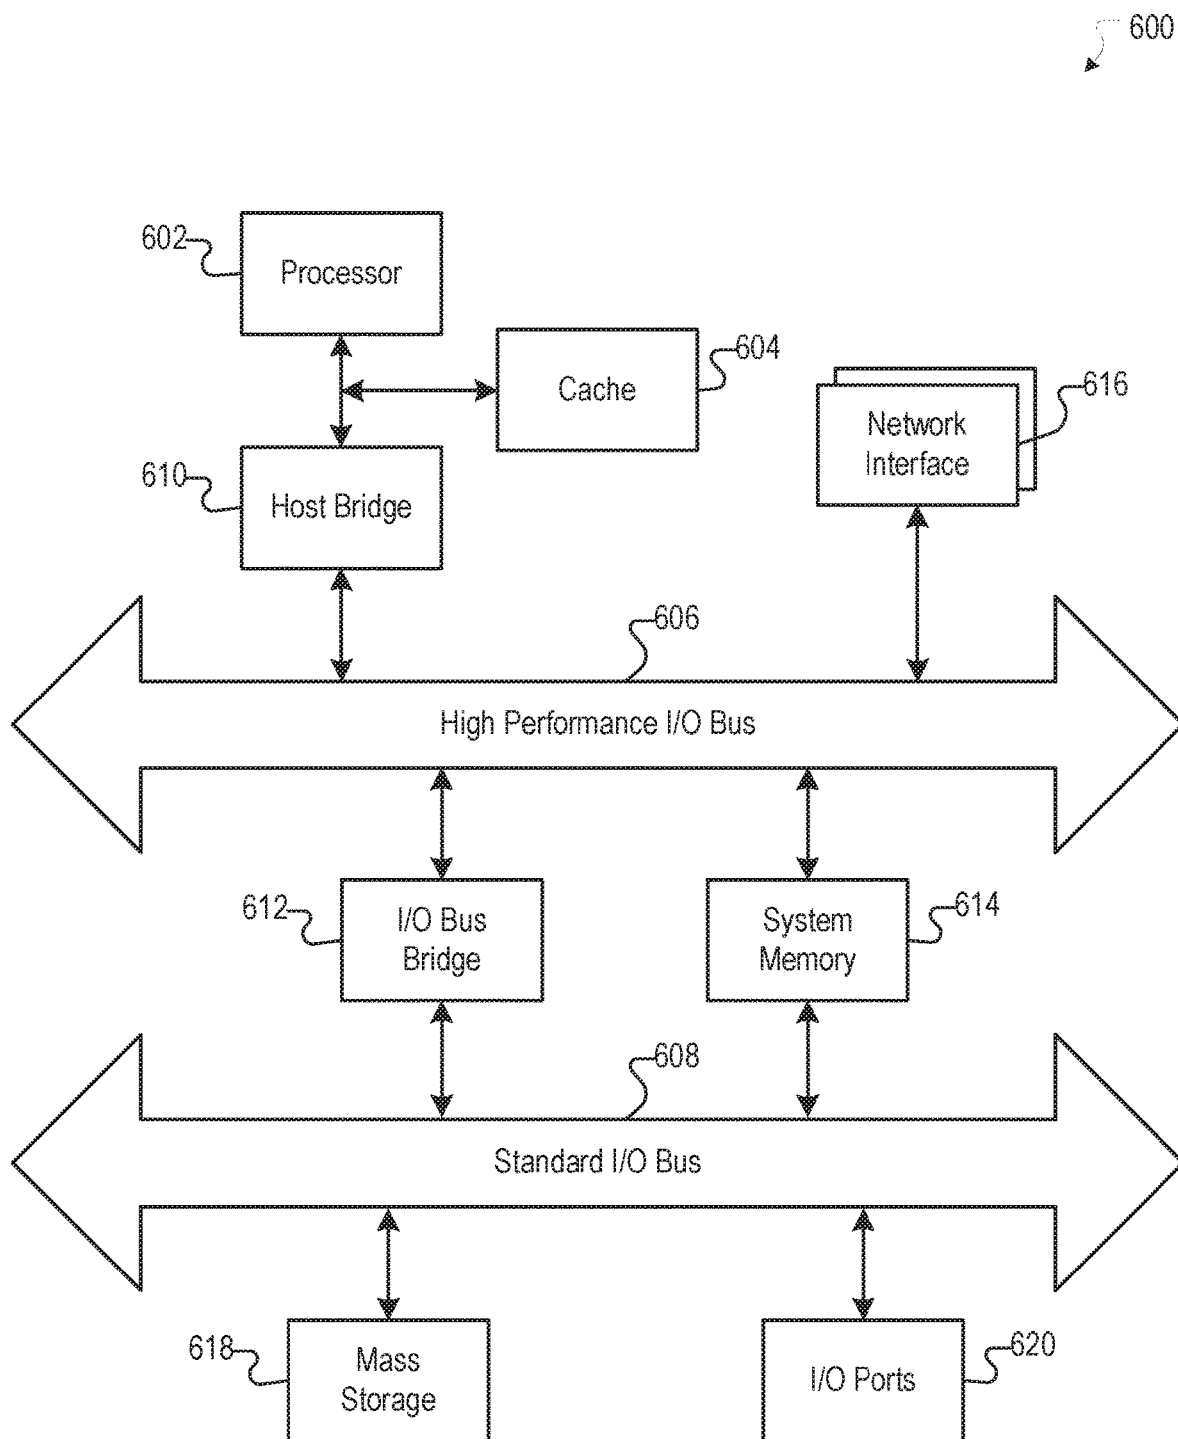 600
602
Processor
604
Cache
616
Network
Interface
610
Host Bridge
606
High Performance I/O Bus
612
I/O Bus
Bridge
614
System
Memory
608
Standard I/O Bus
618
Mass
Storage
620
I/O Ports